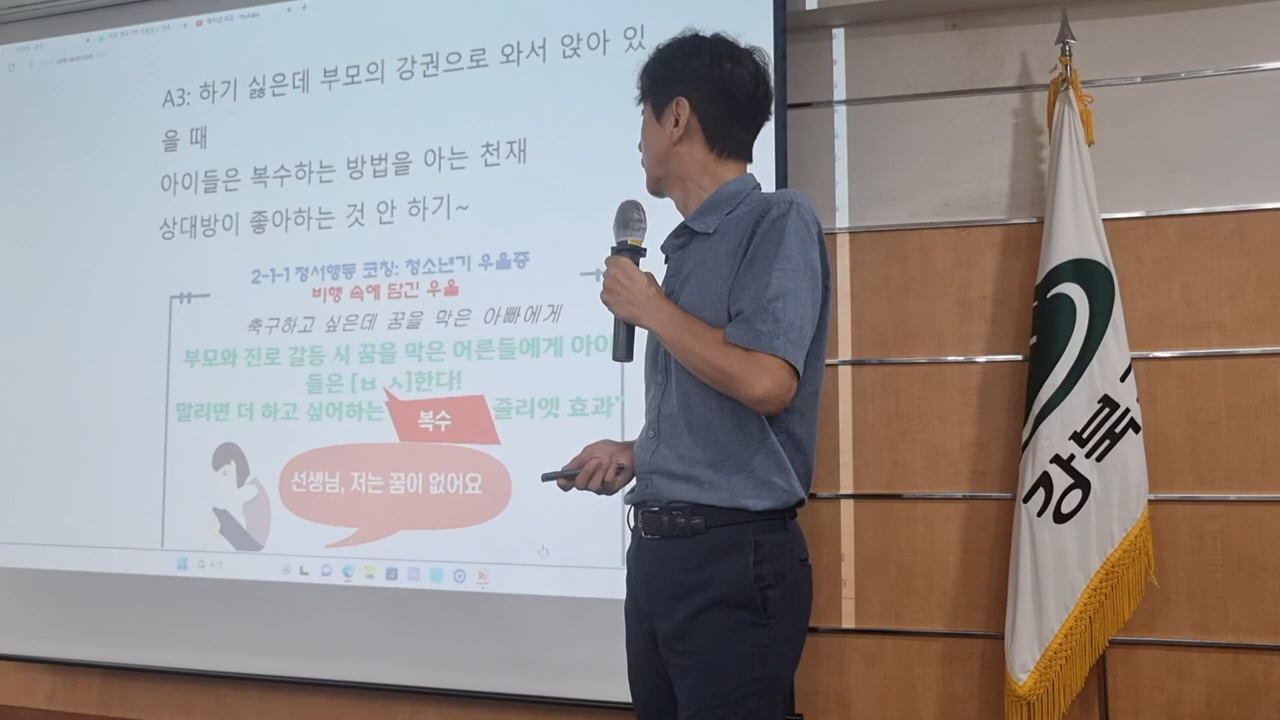 A3: 하기 싫은데 부모의 강권으로 와서 앉아 있
을 때
아이들은 복수하는 방법을 아는 천재
상대방이 좋아하는 것 안 하기~
2-1-1 정서행동 코칭: 청소년기 우울증
비행 속에 담긴 우울
축구하고 싶은데 꿈을 막은 아빠에게
부모와 진로 갈등 시 꿈을 막은 어른들에게 아이
들은 [ㅂ ㅅ]한다!
말리면 더 하고 싶어하는 줄리엣 효과'
복수
선생님, 저는 꿈이 없어요
강북